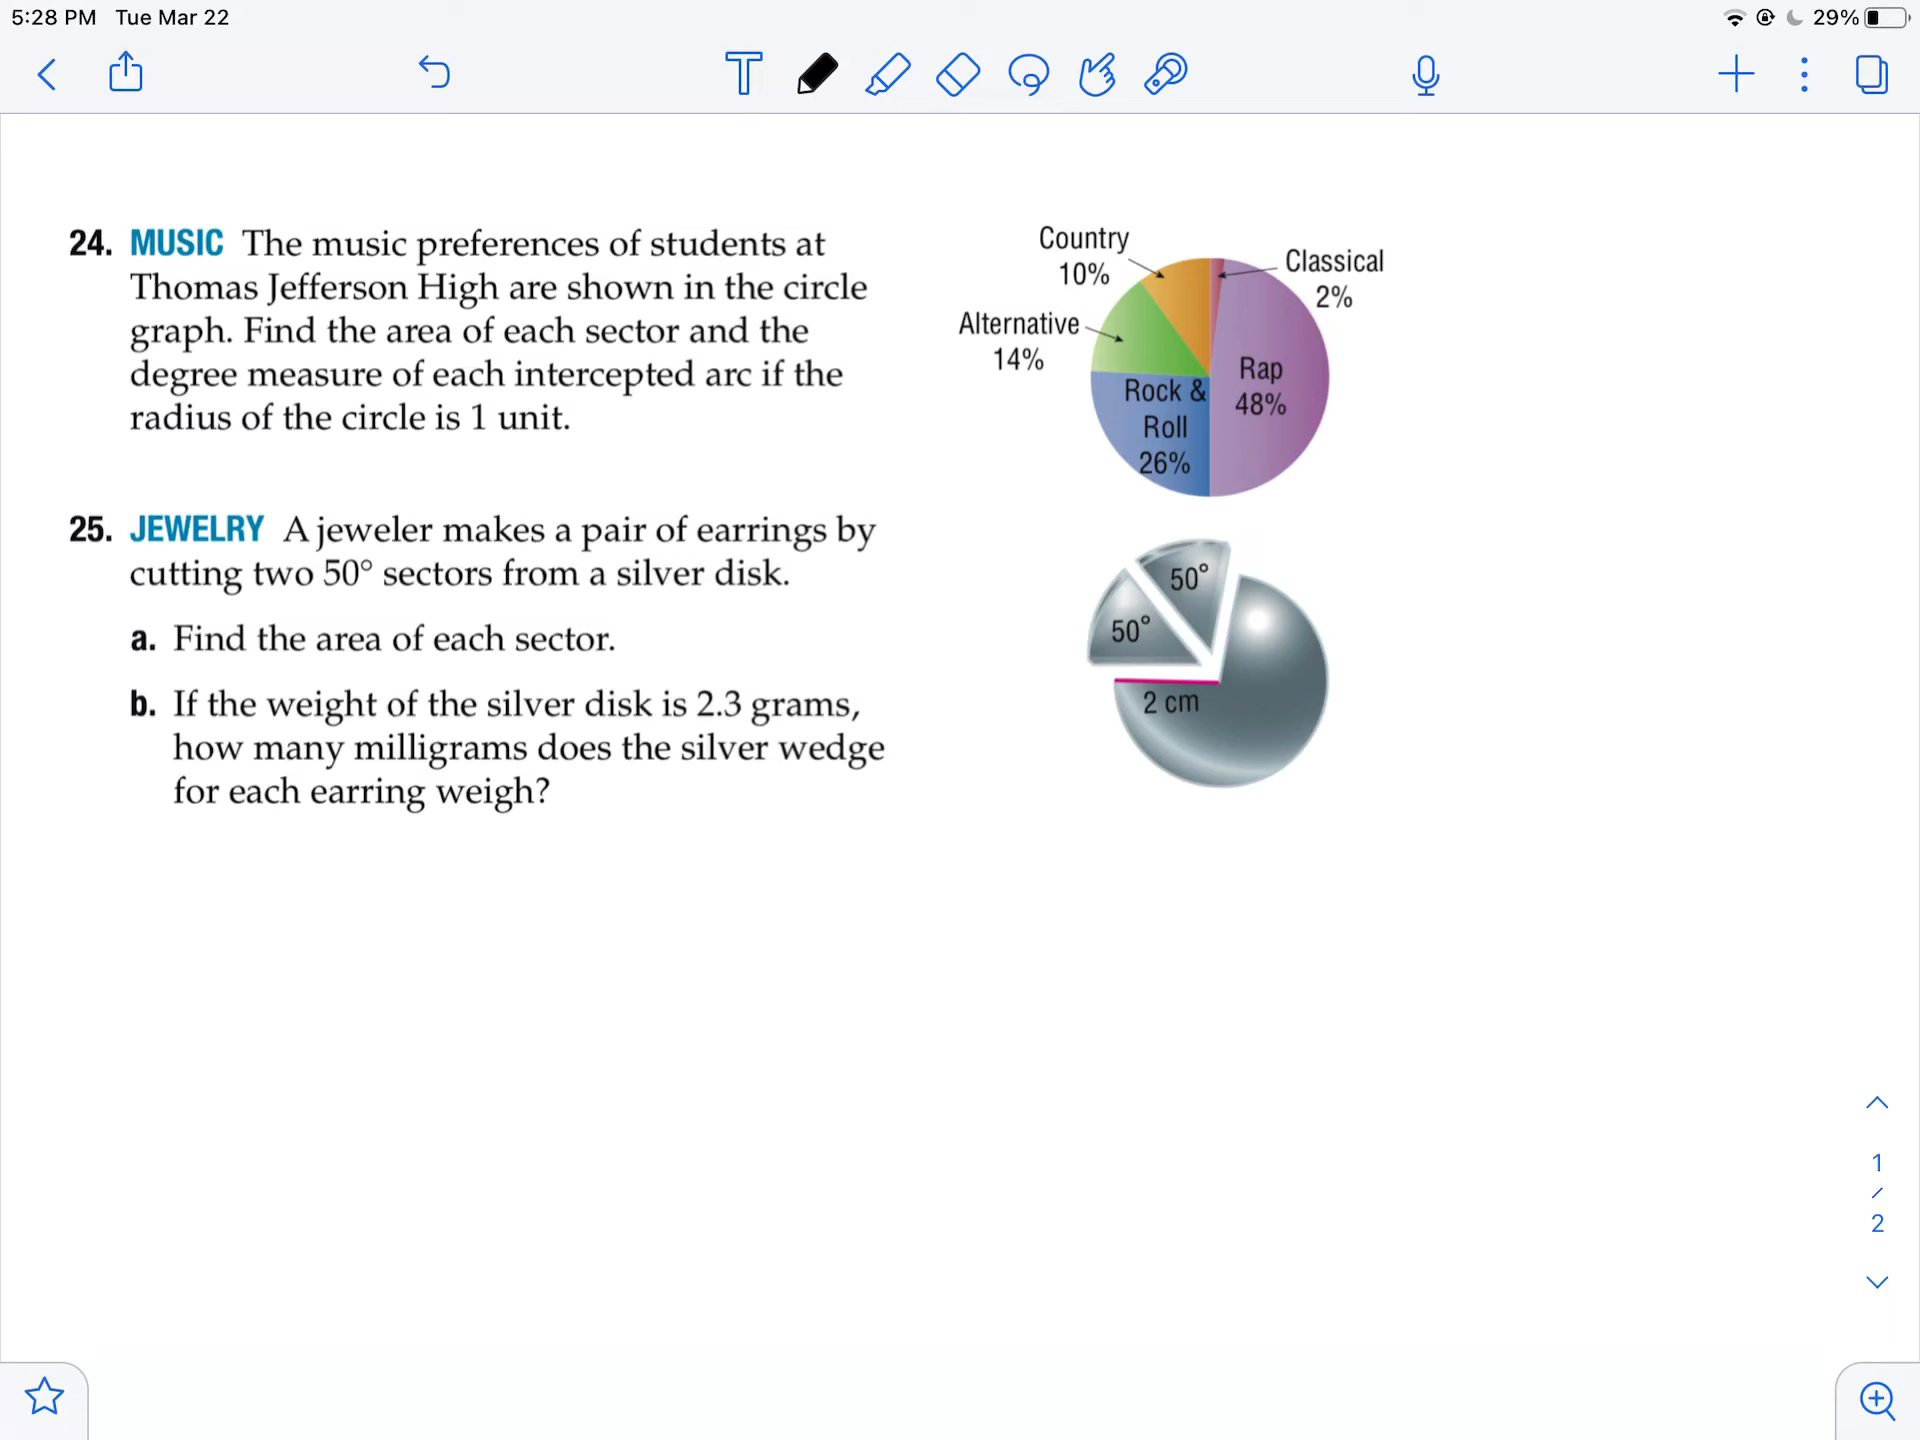 5:28 PM Tue Mar 22
29%
24. MUSIC The music preferences of students at
Thomas Jefferson High are shown in the circle
graph. Find the area of each sector and the
degree measure of each intercepted arc if the
radius of the circle is 1 unit.
Country
10%
Classical
2%
Alternative
14%
Rap
48%
Rock &
Roll
26%
25. JEWELRY A jeweler makes a pair of earrings by
cutting two 50° sectors from a silver disk.
a. Find the area of each sector.
b. If the weight of the silver disk is 2.3 grams,
how many milligrams does the silver wedge
for each earring weigh?
50°
50°
2 cm
1
/
2